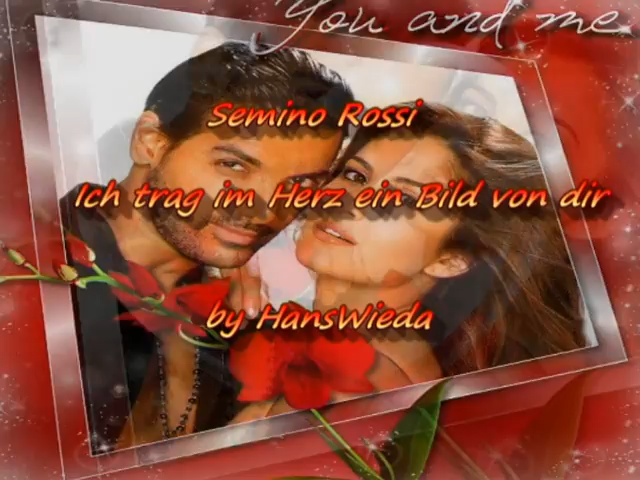 You and me
Semino Rossi
Ich trag im Herz ein Bild von dir
by HansWieda